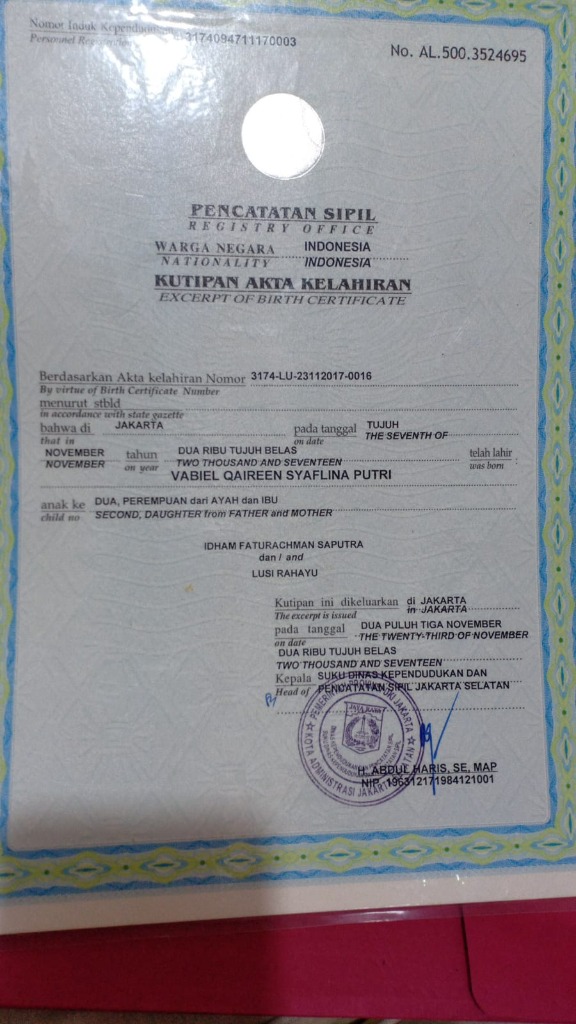 Nomor Induk Kependudukan 3174094711170003
Personnel Registration
No. AL.500.3524695
PENCATATAN SIPIL
REGISTRY OFFICE
WARGA NEGARA INDONESIA
NATIONALITY INDONESIA
KUTIPAN AKTA KELAHIRAN
EXCERPT OF BIRTH CERTIFICATE
Berdasarkan Akta kelahiran Nomor 3174-LU-23112017-0016
By virtue of Birth Certificate Number
menurut stbld
in accordance with state gazette
bahwa di JAKARTA pada tanggal TUJUH
that in on date THE SEVENTH OF
NOVEMBER tahun DUA RIBU TUJUH BELAS telah lahir
NOVEMBER on year TWO THOUSAND AND SEVENTEEN was born
VABIEL QAIREEN SYAFLINA PUTRI
anak ke DUA, PEREMPUAN dari AYAH dan IBU
child no SECOND, DAUGHTER from FATHER and MOTHER
IDHAM FATURACHMAN SAPUTRA
dan / and
LUSI RAHAYU
Kutipan ini dikeluarkan di JAKARTA
The excerpt is issued in JAKARTA
pada tanggal DUA PULUH TIGA NOVEMBER
on date THE TWENTY-THIRD OF NOVEMBER
DUA RIBU TUJUH BELAS
TWO THOUSAND AND SEVENTEEN
Kepala SUKU DINAS KEPENDUDUKAN DAN
Head of PENCATATAN SIPIL JAKARTA SELATAN
JAYA RAYA
KOTA ADMINISTRASI JAKARTA
H. ABDUL HARIS, SE, MAP
NIP. 196312171984121001